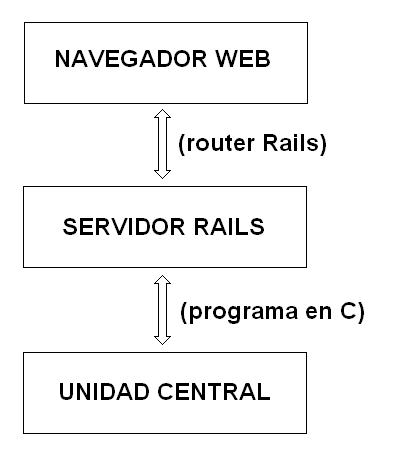 NAVEGADOR WEB
(router Rails)
SERVIDOR RAILS
(programa en C)
UNIDAD CENTRAL